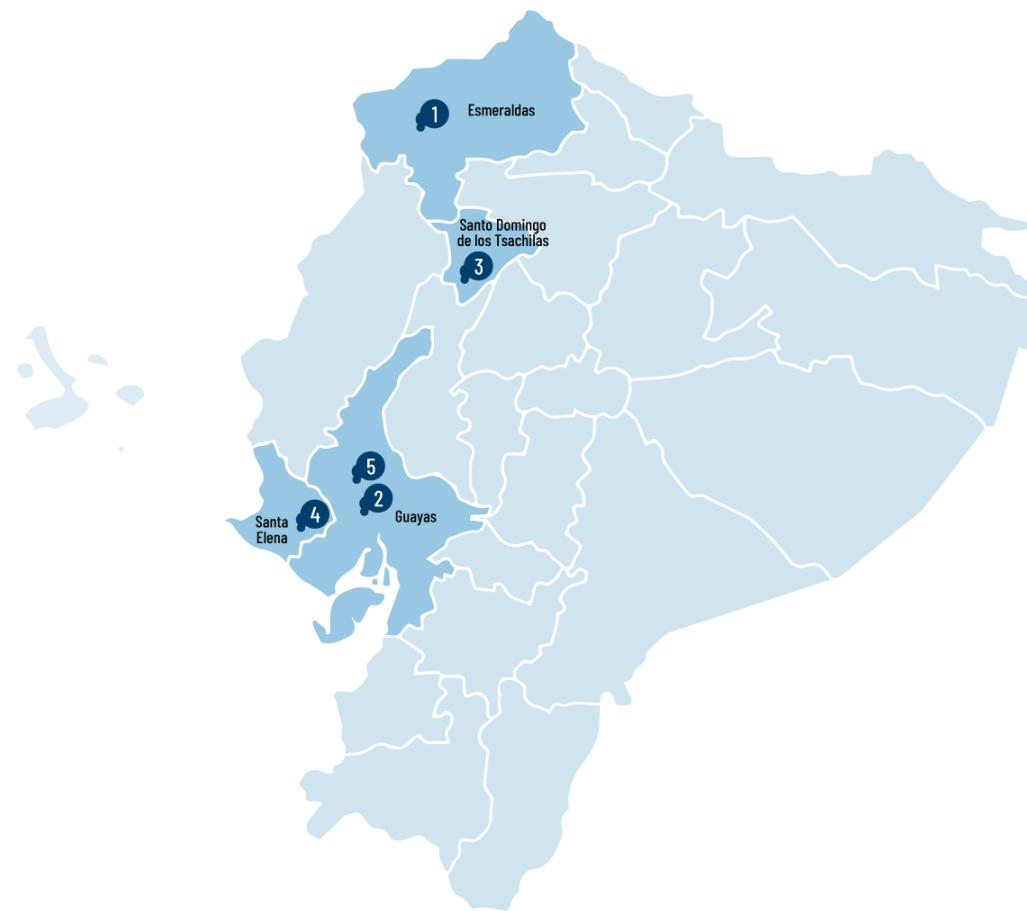 1
Esmeraldas
Santo Domingo
de los Tsachilas
3
5
2
Guayas
4
Santa
Elena